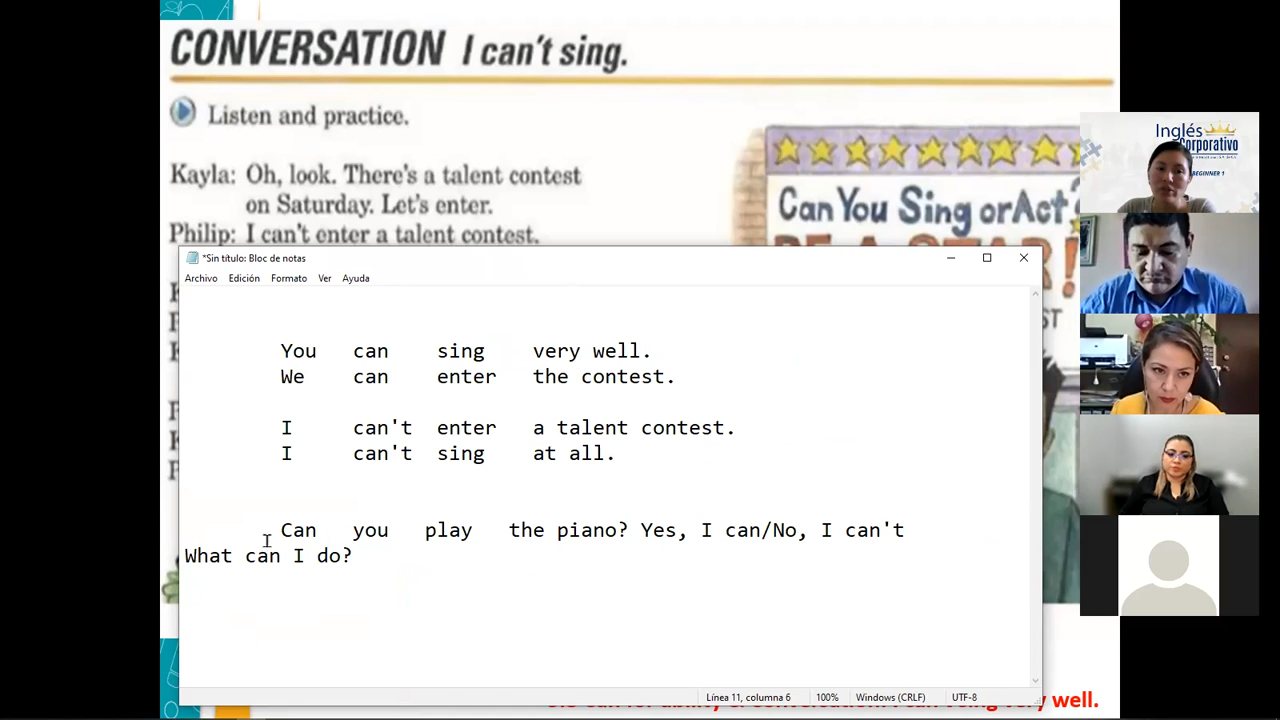 CONVERSATION I can't sing.
Listen and practice.
Kayla: Oh, look. There's a talent contest
on Saturday. Let's enter.
Philip: I can't enter a talent contest.
Can You Sing or Act?
*Sin título: Bloc de notas
Archivo Edición Formato Ver Ayuda
You can sing very well.
We can enter the contest.
I can't enter a talent contest.
I can't sing at all.
Can you play the piano? Yes, I can/No, I can't
What can I do?
Línea 11, columna 6 100% Windows (CRLF) UTF-8
well.
Inglés
Corporativo
BEGINNER 1